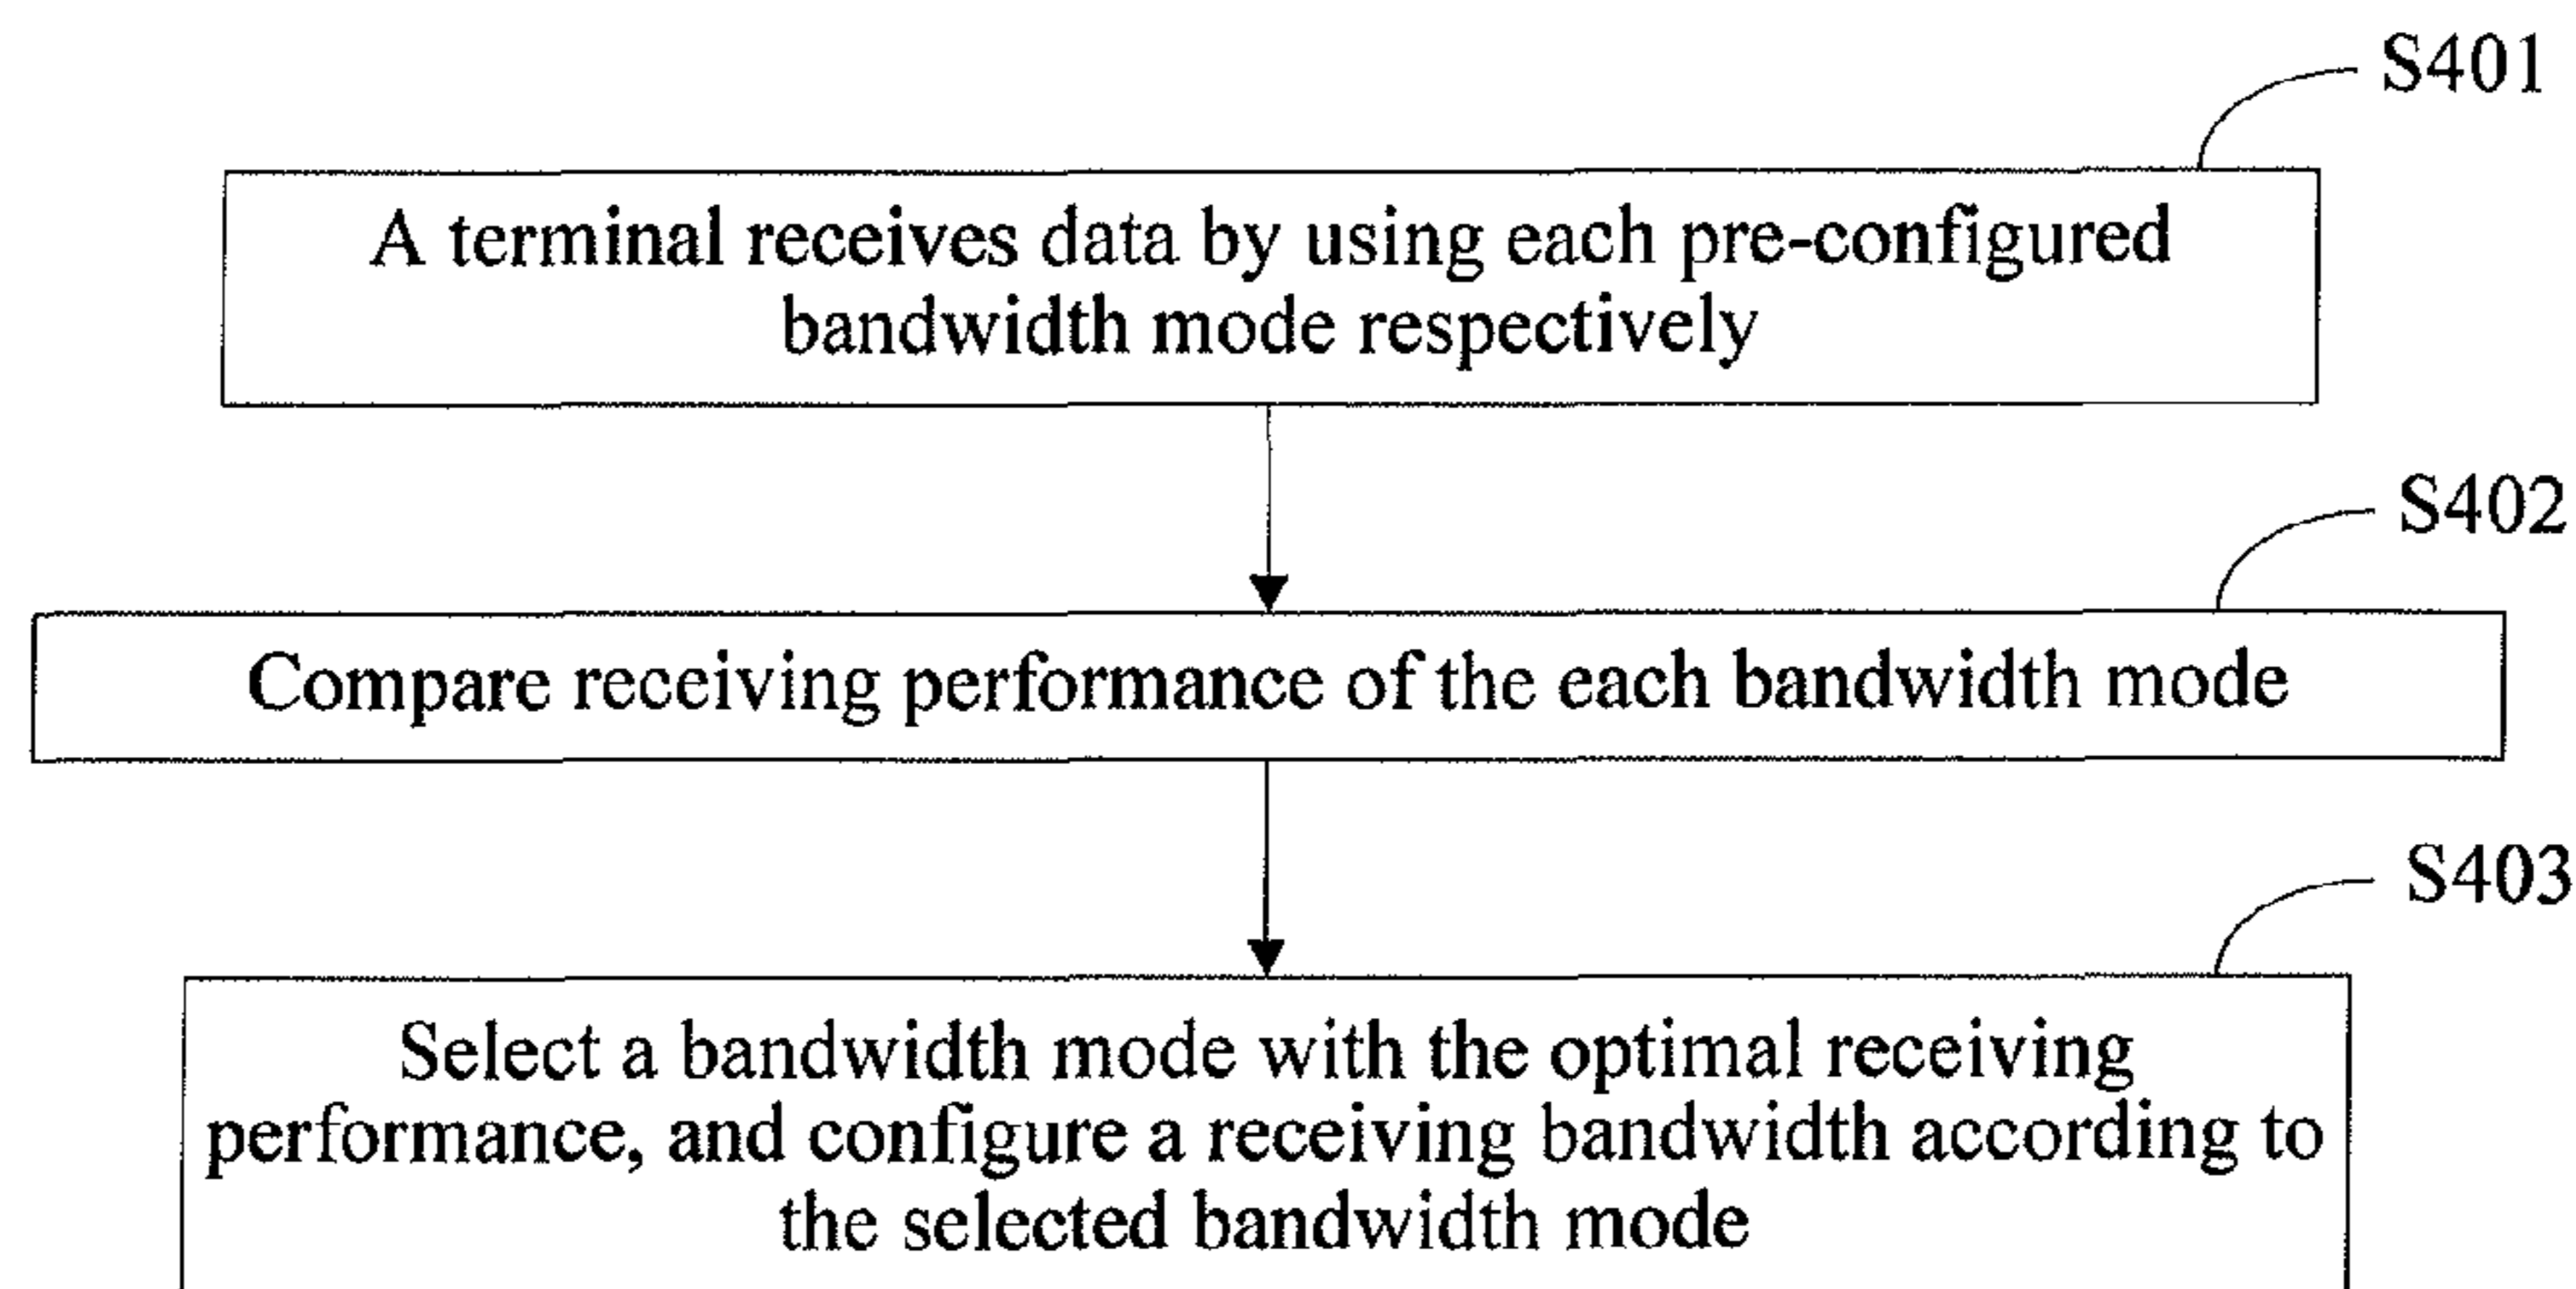 S401
A terminal receives data by using each pre-configured
bandwidth mode respectively
S402
Compare receiving performance of the each bandwidth mode
S403
Select a bandwidth mode with the optimal receiving
performance, and configure a receiving bandwidth according to
the selected bandwidth mode